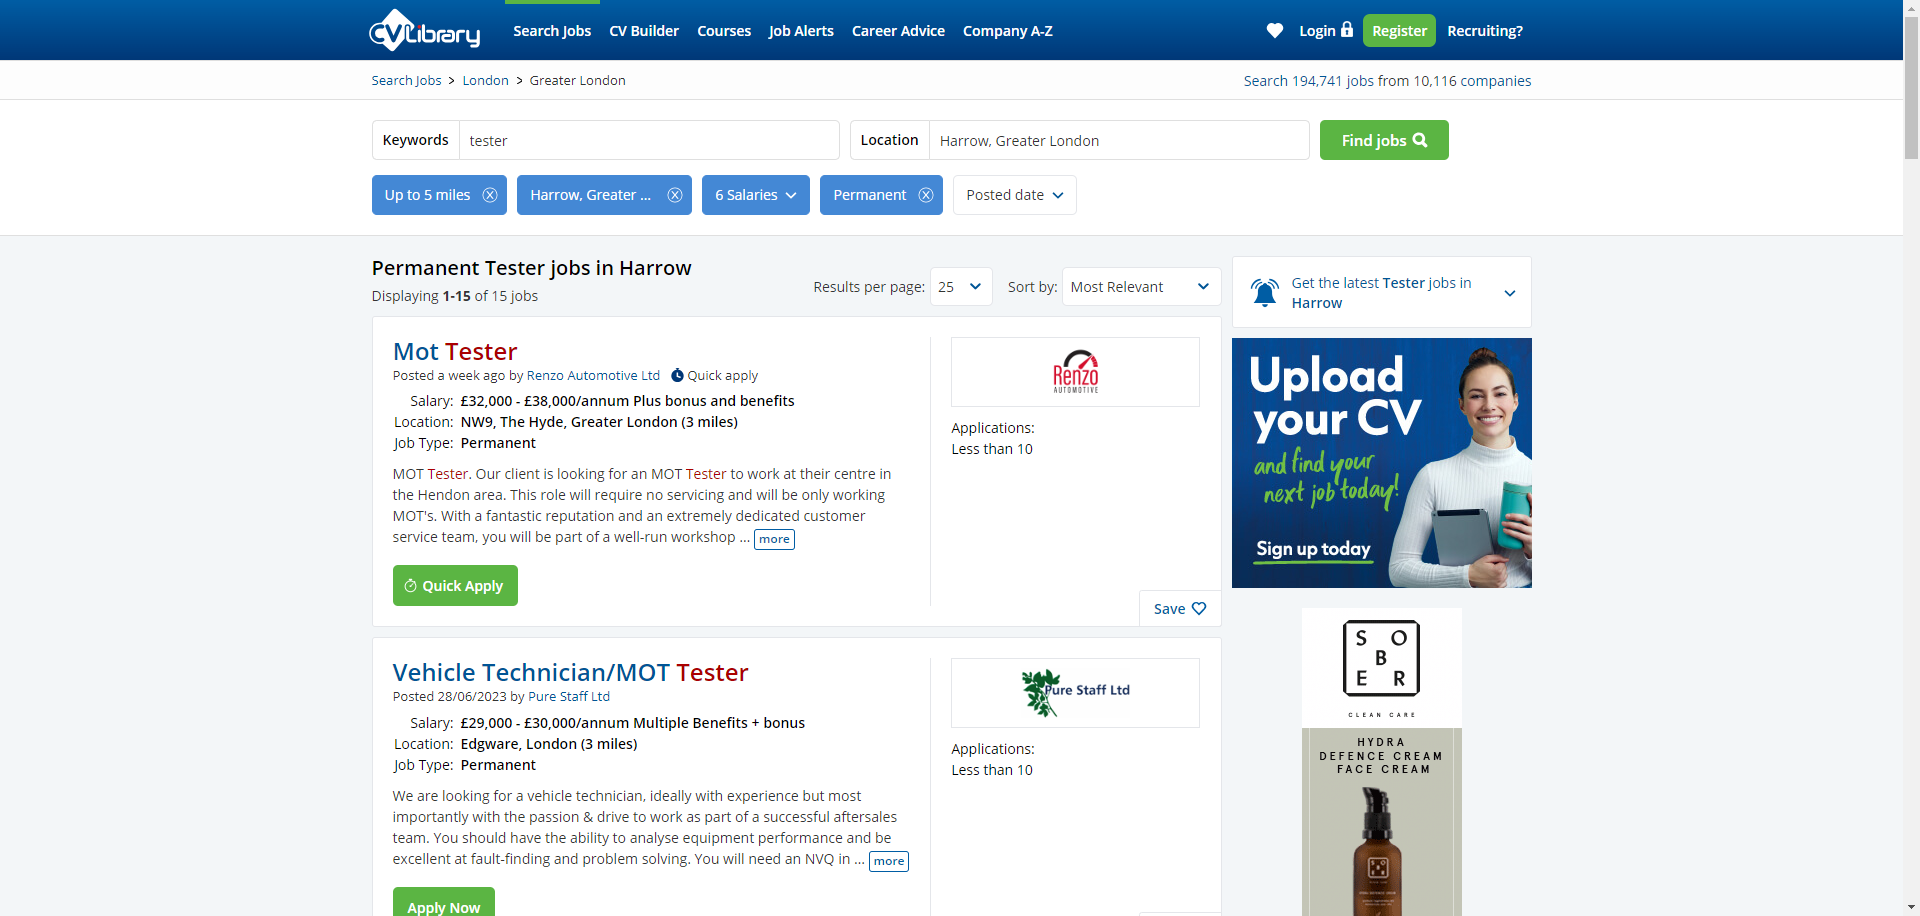 CV-Library
Search Jobs
CV Builder
Courses
Job Alerts
Career Advice
Company A-Z
Login
Register
Recruiting?
Search Jobs > London > Greater London
Search 194,741 jobs from 10,116 companies
Keywords
tester
Location
Harrow, Greater London
Find jobs
Up to 5 miles
Harrow, Greater ...
6 Salaries
Permanent
Posted date
Permanent Tester jobs in Harrow
Displaying 1-15 of 15 jobs
Results per page: 25
Sort by: Most Relevant
Mot Tester
Posted a week ago by Renzo Automotive Ltd Quick apply
Salary: £32,000 - £38,000/annum Plus bonus and benefits
Location: NW9, The Hyde, Greater London (3 miles)
Job Type: Permanent
MOT Tester. Our client is looking for an MOT Tester to work at their centre in
the Hendon area. This role will require no servicing and will be only working
MOT's. With a fantastic reputation and an extremely dedicated customer
service team, you will be part of a well-run workshop ... more
Quick Apply
Renzo
AUTOMOTIVE
Applications:
Less than 10
Save
Vehicle Technician/MOT Tester
Posted 28/06/2023 by Pure Staff Ltd
Salary: £29,000 - £30,000/annum Multiple Benefits + bonus
Location: Edgware, London (3 miles)
Job Type: Permanent
We are looking for a vehicle technician, ideally with experience but most
importantly with the passion & drive to work as part of a successful aftersales
team. You should have the ability to analyse equipment performance and be
excellent at fault-finding and problem solving. You will need an NVQ in ... more
Apply Now
Pure Staff Ltd
Applications:
Less than 10
Get the latest Tester jobs in
Harrow
Upload
your CV
and find your
next job today!
Sign up today
S O
B
E R
CLEAN CARE
HYDRA
DEFENCE CREAM
FACE CREAM